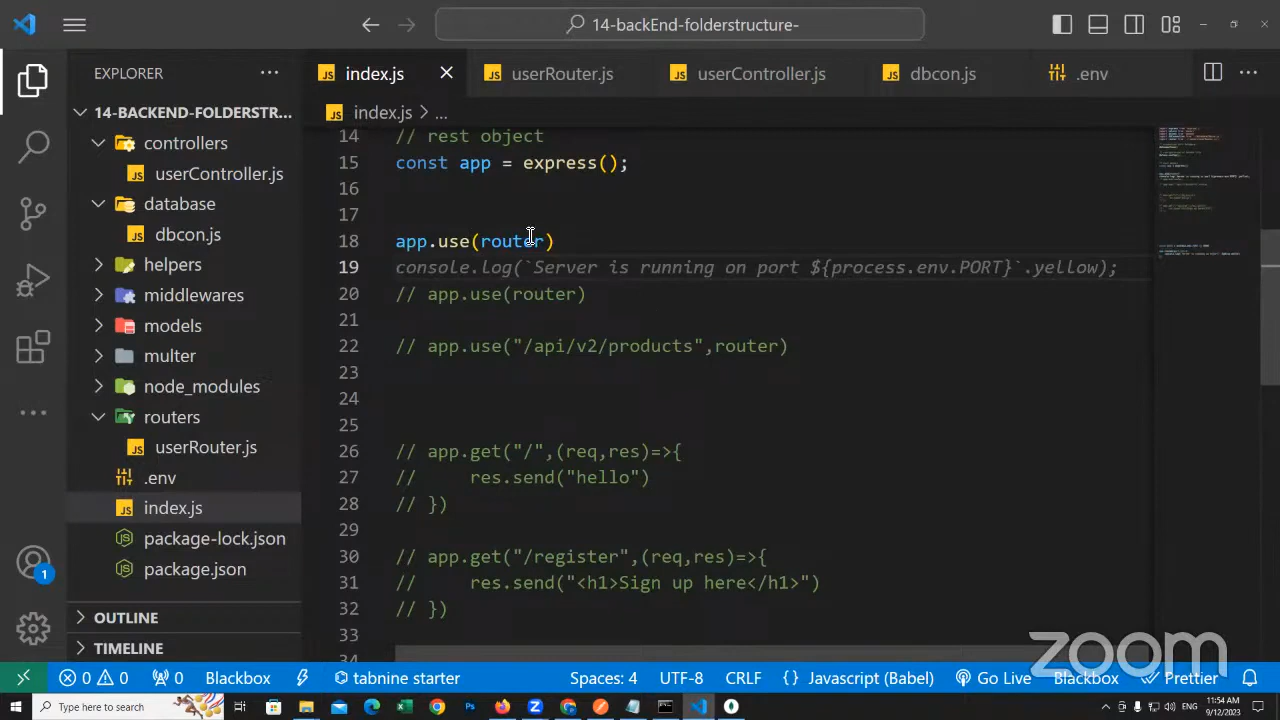 14-backEnd-folderstructure-
EXPLORER
14-BACKEND-FOLDERSTR...
controllers
userController.js
database
dbcon.js
helpers
middlewares
models
multer
node_modules
routers
userRouter.js
.env
index.js
package-lock.json
package.json
OUTLINE
TIMELINE
index.js userRouter.js userController.js dbcon.js .env
index.js > ...
14 // rest object
15 const app = express();
16
17
18 app.use(router)
19 console.log(`Server is running on port ${process.env.PORT}`.yellow);
20 // app.use(router)
21
22 // app.use("/api/v2/products",router)
23
24
25
26 // app.get("/",(req,res)=>{
27 //     res.send("hello")
28 // })
29
30 // app.get("/register",(req,res)=>{
31 //     res.send("<h1>Sign up here</h1>")
32 // })
33
34
zoom
1
0 0 0 Blackbox tabnine starter Spaces: 4 UTF-8 CRLF {} Javascript (Babel) Go Live Blackbox Prettier
Type here to search
ENG
11:54 AM
9/12/2023